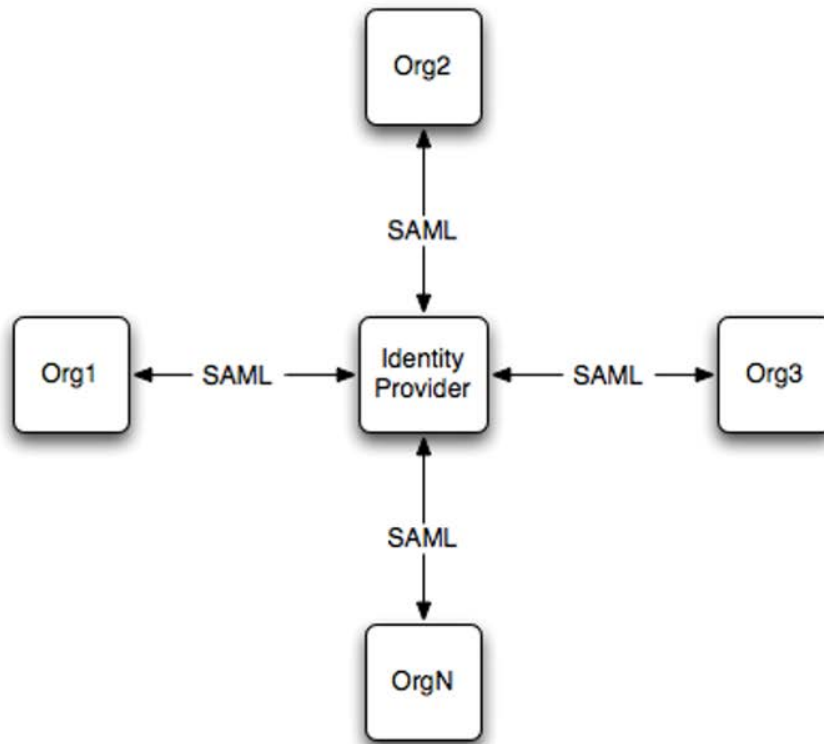 Org2
SAML
Org1
SAML
Identity
Provider
SAML
Org3
SAML
OrgN